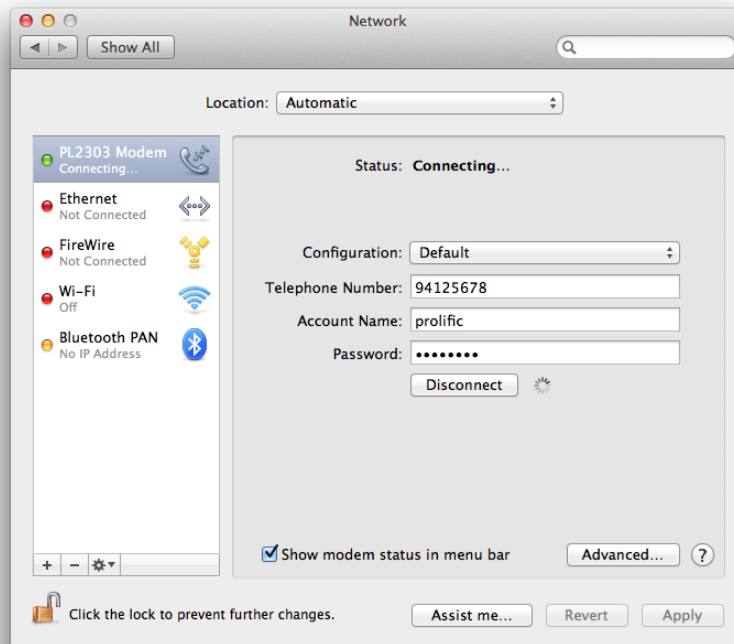 Network
Show All
Location: Automatic
PL2303 Modem
Connecting...
Ethernet
Not Connected
FireWire
Not Connected
Wi-Fi
Off
Bluetooth PAN
No IP Address
Status: Connecting...
Configuration: Default
Telephone Number: 94125678
Account Name: prolific
Password: ••••••••
Disconnect
Show modem status in menu bar
Advanced... ?
+ −
Click the lock to prevent further changes.
Assist me... Revert Apply